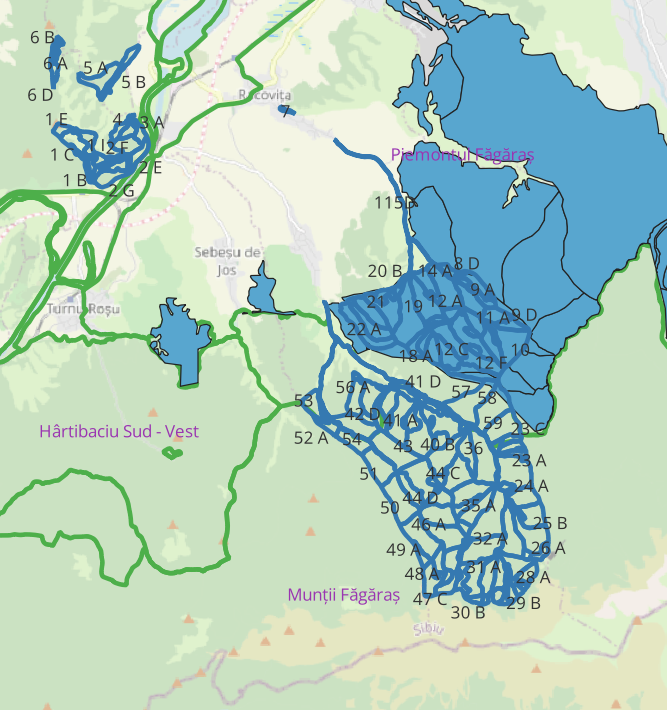 6 B
6 A
5 A
5 B
6 D
Racovița
7
1 E
4
3 A
1 C
1 I
2 F
2 E
1 B
2 G
Piemontul Făgăraș
115D
Sebeșu de
Jos
20 B
14 A
8 D
9 A
21
19
12 A
11 A
9 D
Turnu Roșu
22 A
18 A
12 C
12 F
10
56 A
41 D
57
58
53
42 D
41 A
59
23 C
Hârtibaciu Sud - Vest
52 A
54
43
40 B
36
23 A
51
44 C
24 A
44 D
50
35 A
46 A
25 B
32 A
49 A
26 A
48 A
31 A
28 A
Munții Făgăraș
47 C
30 B
29 B
Sibiu